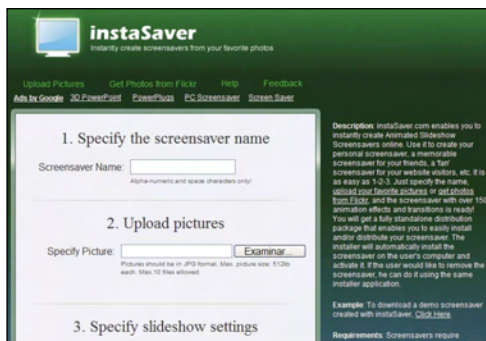 instaSaver
Instantly create screensavers from your favorite photos
Upload Pictures Get Photos from Flickr Help Feedback
Ads by Google 3D PowerPoint PowerPlugs PC Screensaver Screen Saver
1. Specify the screensaver name
Screensaver Name:
Alpha-numeric and space characters only!
2. Upload pictures
Specify Picture: Examinar...
Pictures should be in JPG format. Max. picture size: 512kb
each. Max 10 files allowed.
3. Specify slideshow settings
Description: instaSaver.com enables you to
instantly create Animated Slideshow
Screensavers online. Use it to create your
personal screensaver, a memorable
screensaver for your friends, a 'fan'
screensaver for your website visitors, etc. It is
as easy as 1-2-3. Just specify the name,
upload your favorite pictures or get photos
from Flickr, and the screensaver with over 150
animation effects and transitions is ready!
You will get a fully standalone distribution
package that enables you to easily install
and/or distribute your screensaver. The
installer will automatically install the
screensaver on the user's computer and
activate it. If the user would like to remove the
screensaver, he can do it using the same
installer application.
Example: To download a demo screensaver
created with instaSaver, Click Here.
Requirements: Screensavers require